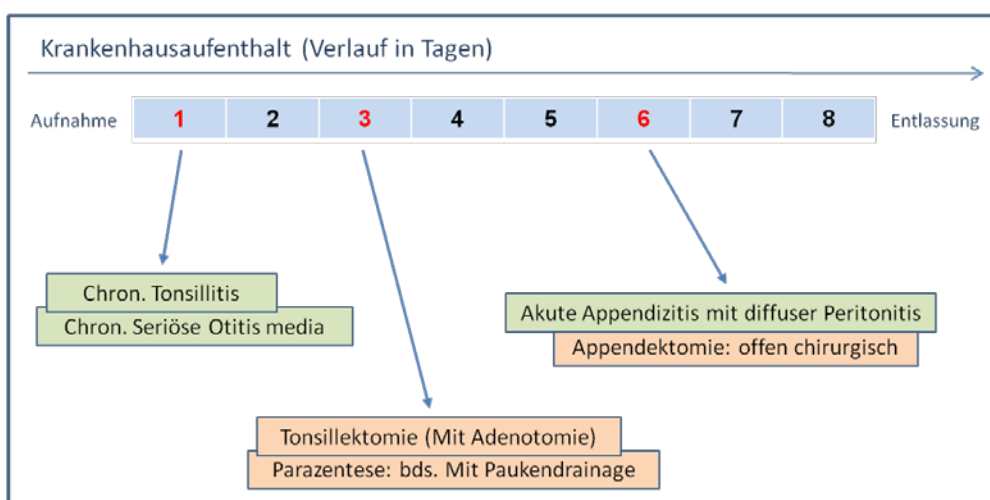 Krankenhausaufenthalt (Verlauf in Tagen)
Aufnahme 1 2 3 4 5 6 7 8 Entlassung
Chron. Tonsillitis
Chron. Seriöse Otitis media
Akute Appendizitis mit diffuser Peritonitis
Appendektomie: offen chirurgisch
Tonsillektomie (Mit Adenotomie)
Parazentese: bds. Mit Paukendrainage